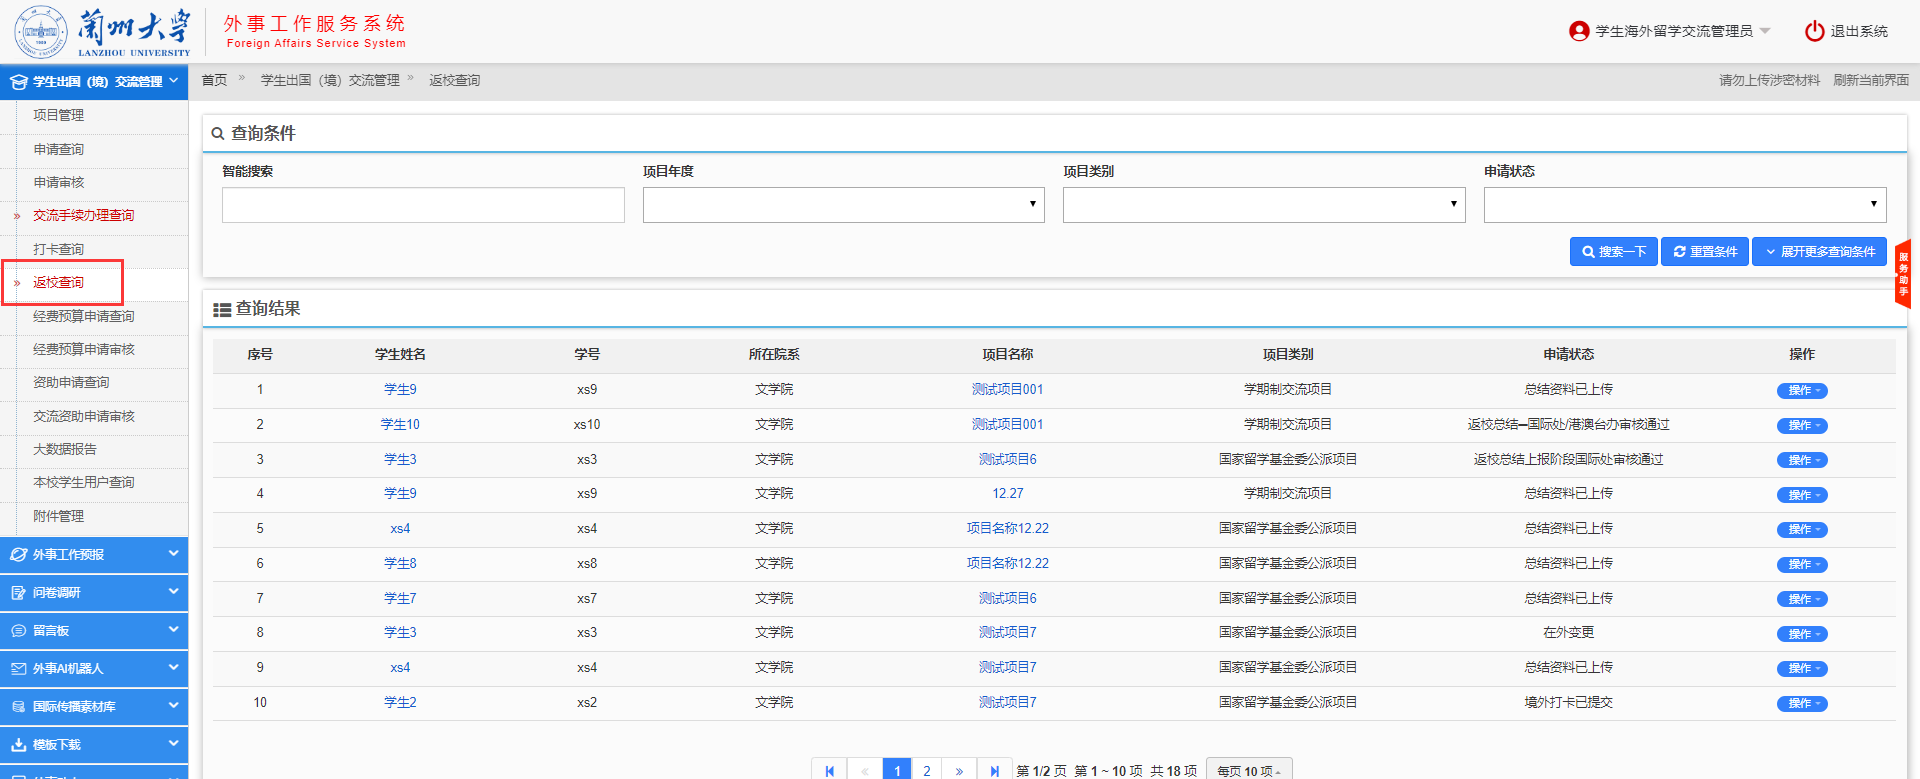 兰州大学
LANZHOU UNIVERSITY
外事工作服务系统
Foreign Affairs Service System
学生海外留学交流管理员
退出系统
学生出国（境）交流管理
首页 » 学生出国（境）交流管理 » 返校查询
请勿上传涉密材料 刷新当前界面
项目管理
申请查询
申请审核
» 交流手续办理查询
打卡查询
» 返校查询
经费预算申请查询
经费预算申请审核
资助申请查询
交流资助申请审核
大数据报告
本校学生用户查询
附件管理
外事工作预报
问卷调研
留言板
外事AI机器人
国际传播素材库
模板下载
查询条件
智能搜索 项目年度 项目类别 申请状态
搜索一下 重置条件 展开更多查询条件
服务助手
查询结果
序号 学生姓名 学号 所在院系 项目名称 项目类别 申请状态 操作
1 学生9 xs9 文学院 测试项目001 学期制交流项目 总结资料已上传 操作
2 学生10 xs10 文学院 测试项目001 学期制交流项目 返校总结—国际处/港澳台办审核通过 操作
3 学生3 xs3 文学院 测试项目6 国家留学基金委公派项目 返校总结上报阶段国际处审核通过 操作
4 学生9 xs9 文学院 12.27 学期制交流项目 总结资料已上传 操作
5 xs4 xs4 文学院 项目名称12.22 国家留学基金委公派项目 总结资料已上传 操作
6 学生8 xs8 文学院 项目名称12.22 国家留学基金委公派项目 总结资料已上传 操作
7 学生7 xs7 文学院 测试项目6 国家留学基金委公派项目 总结资料已上传 操作
8 学生3 xs3 文学院 测试项目7 国家留学基金委公派项目 在外变更 操作
9 xs4 xs4 文学院 测试项目7 国家留学基金委公派项目 总结资料已上传 操作
10 学生2 xs2 文学院 测试项目7 国家留学基金委公派项目 境外打卡已提交 操作
« 1 2 » 第 1/2 页 第 1 ~ 10 项 共 18 项 每页 10 项